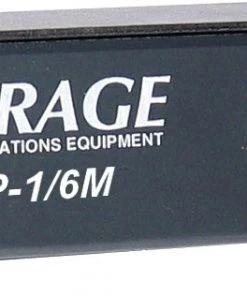 RAGE
ATIONS EQUIPMENT
P-1/6M